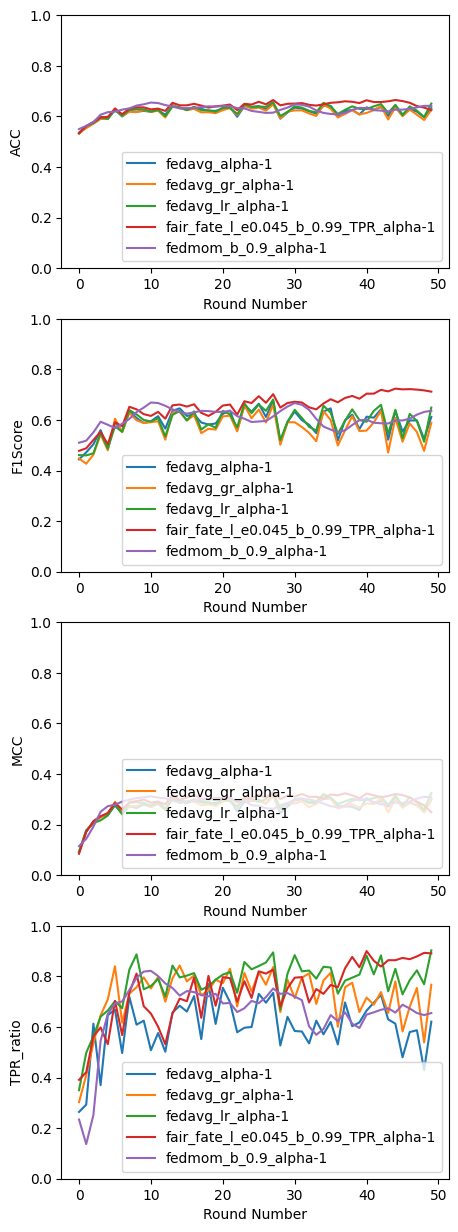 1.0
0.8
0.6
0.4
0.2
0.0
ACC
fedavg_alpha-1
fedavg_gr_alpha-1
fedavg_lr_alpha-1
fair_fate_l_e0.045_b_0.99_TPR_alpha-1
fedmom_b_0.9_alpha-1
0 10 20 30 40 50
Round Number
1.0
0.8
0.6
0.4
0.2
0.0
F1Score
fedavg_alpha-1
fedavg_gr_alpha-1
fedavg_lr_alpha-1
fair_fate_l_e0.045_b_0.99_TPR_alpha-1
fedmom_b_0.9_alpha-1
0 10 20 30 40 50
Round Number
1.0
0.8
0.6
0.4
0.2
0.0
MCC
fedavg_alpha-1
fedavg_gr_alpha-1
fedavg_lr_alpha-1
fair_fate_l_e0.045_b_0.99_TPR_alpha-1
fedmom_b_0.9_alpha-1
0 10 20 30 40 50
Round Number
1.0
0.8
0.6
0.4
0.2
0.0
TPR_ratio
fedavg_alpha-1
fedavg_gr_alpha-1
fedavg_lr_alpha-1
fair_fate_l_e0.045_b_0.99_TPR_alpha-1
fedmom_b_0.9_alpha-1
0 10 20 30 40 50
Round Number